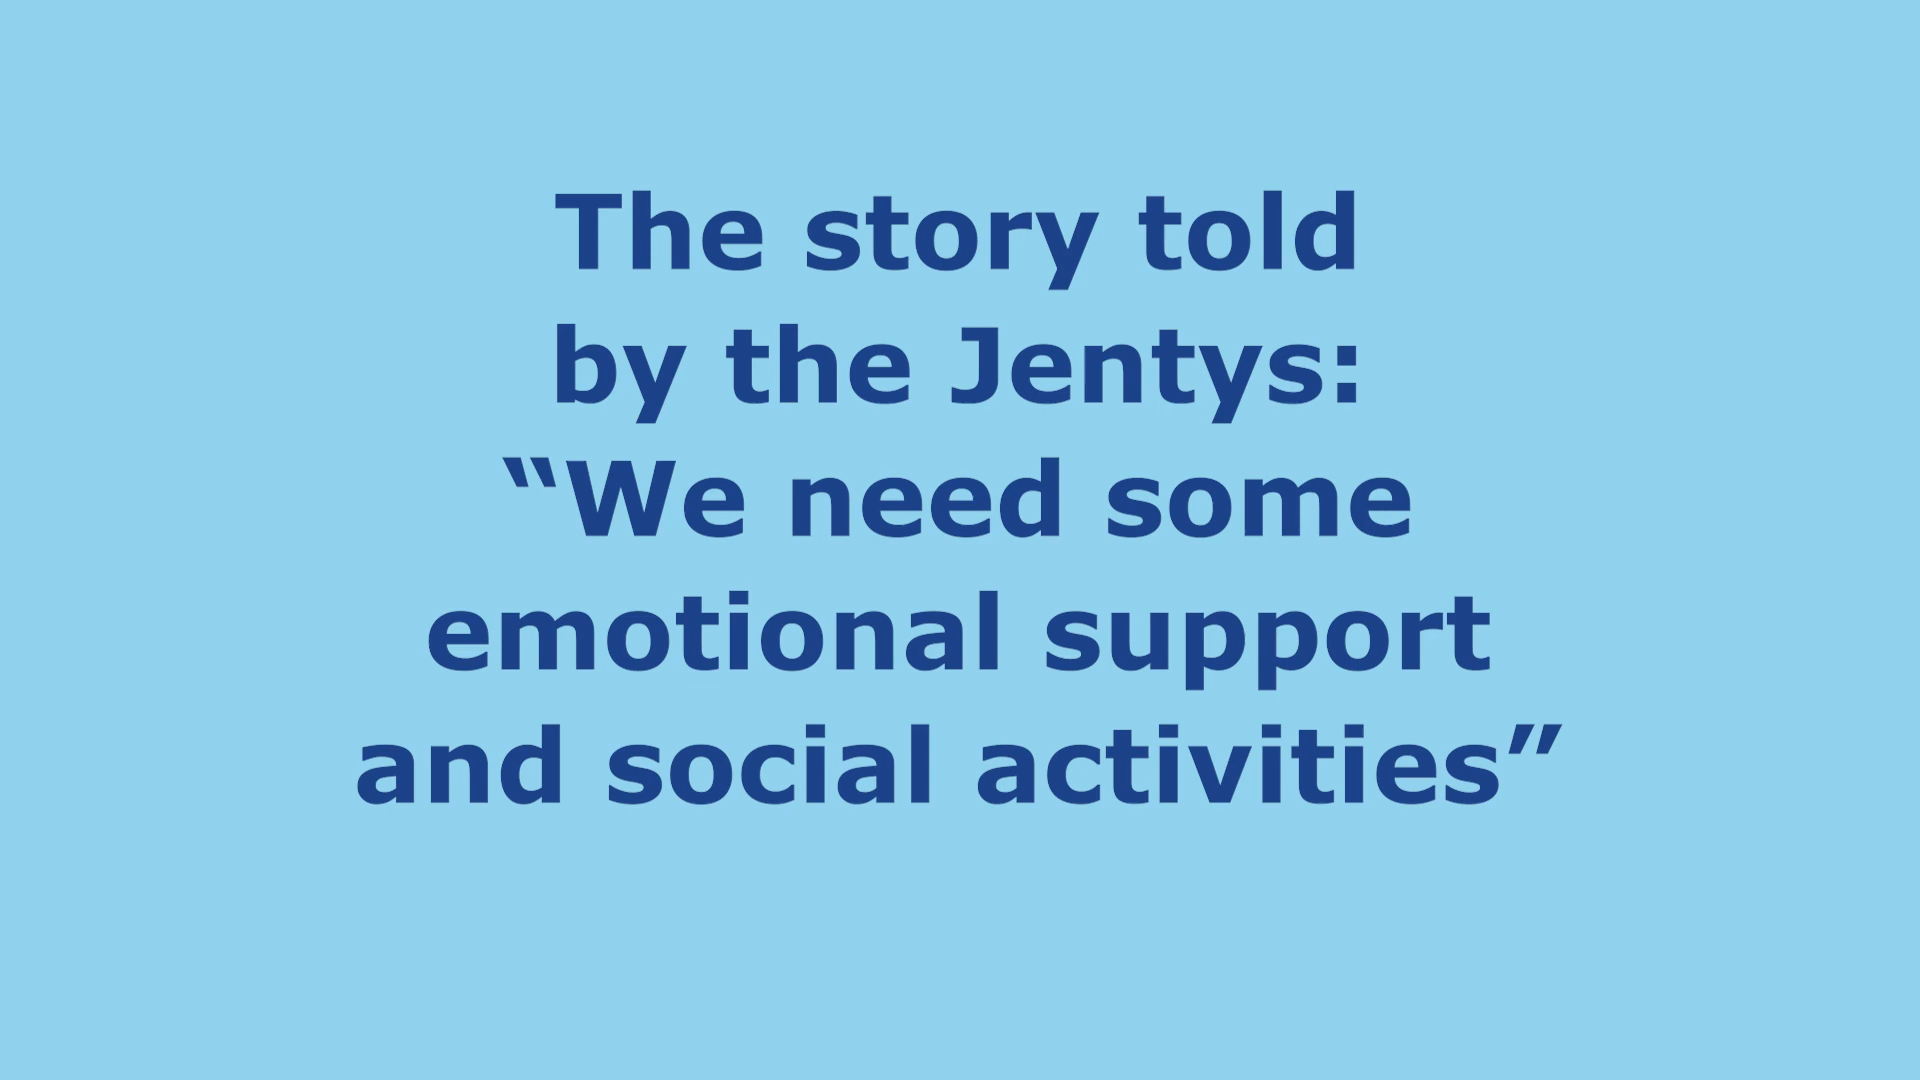 The story told
by the Jentys:
“We need some
emotional support
and social activities”